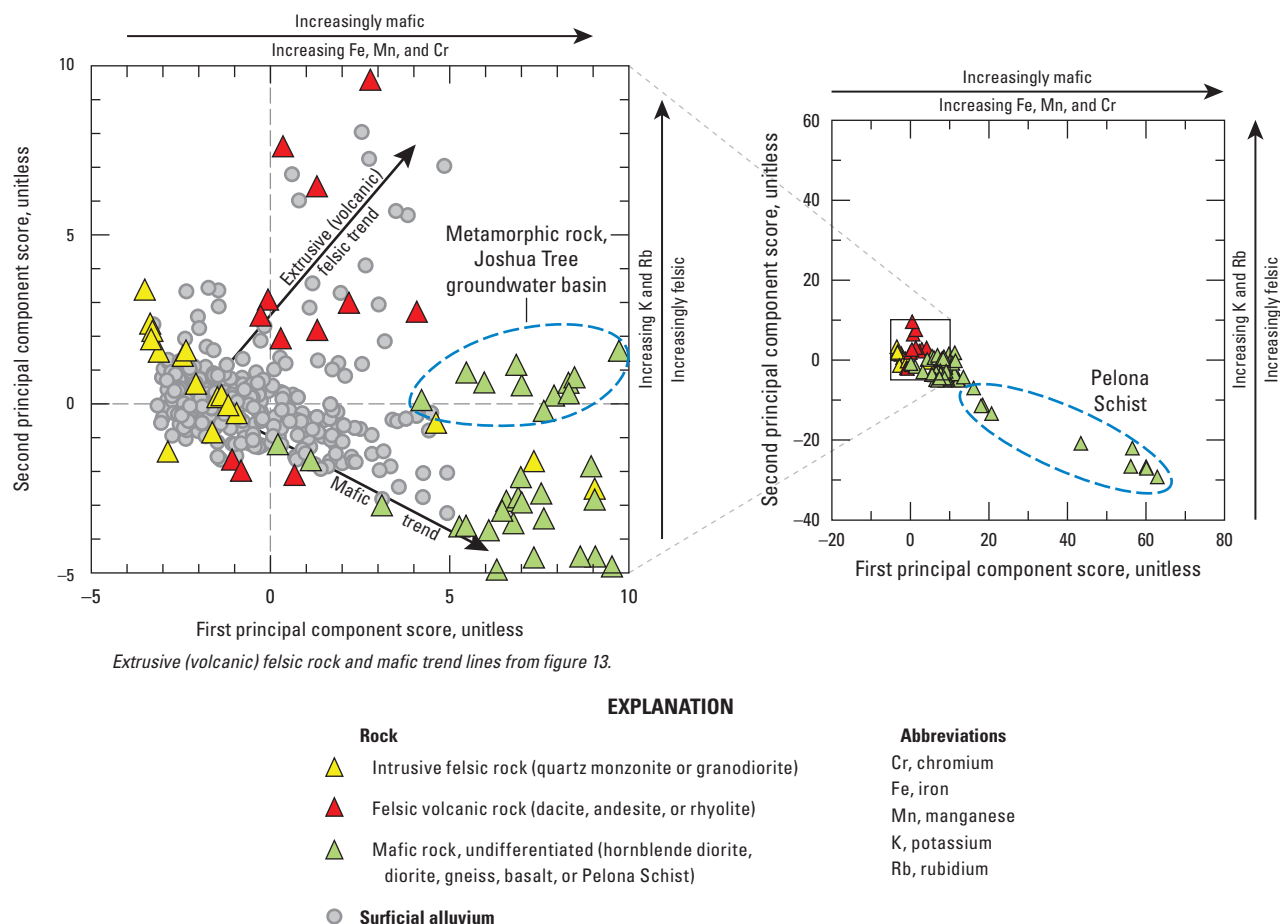 Increasingly mafic
Increasing Fe, Mn, and Cr
10
5
0
–5
–5
0
5
10
Second principal component score, unitless
First principal component score, unitless
Extrusive (volcanic)
felsic trend
Metamorphic rock,
Joshua Tree
groundwater basin
Mafic trend
Increasing K and Rb
Increasingly felsic
Extrusive (volcanic) felsic rock and mafic trend lines from figure 13.
Increasingly mafic
Increasing Fe, Mn, and Cr
60
40
20
0
–20
–40
–20
0
20
40
60
80
Second principal component score, unitless
First principal component score, unitless
Pelona
Schist
Increasing K and Rb
Increasingly felsic
EXPLANATION
Rock
Intrusive felsic rock (quartz monzonite or granodiorite)
Felsic volcanic rock (dacite, andesite, or rhyolite)
Mafic rock, undifferentiated (hornblende diorite,
diorite, gneiss, basalt, or Pelona Schist)
Surficial alluvium
Abbreviations
Cr, chromium
Fe, iron
Mn, manganese
K, potassium
Rb, rubidium